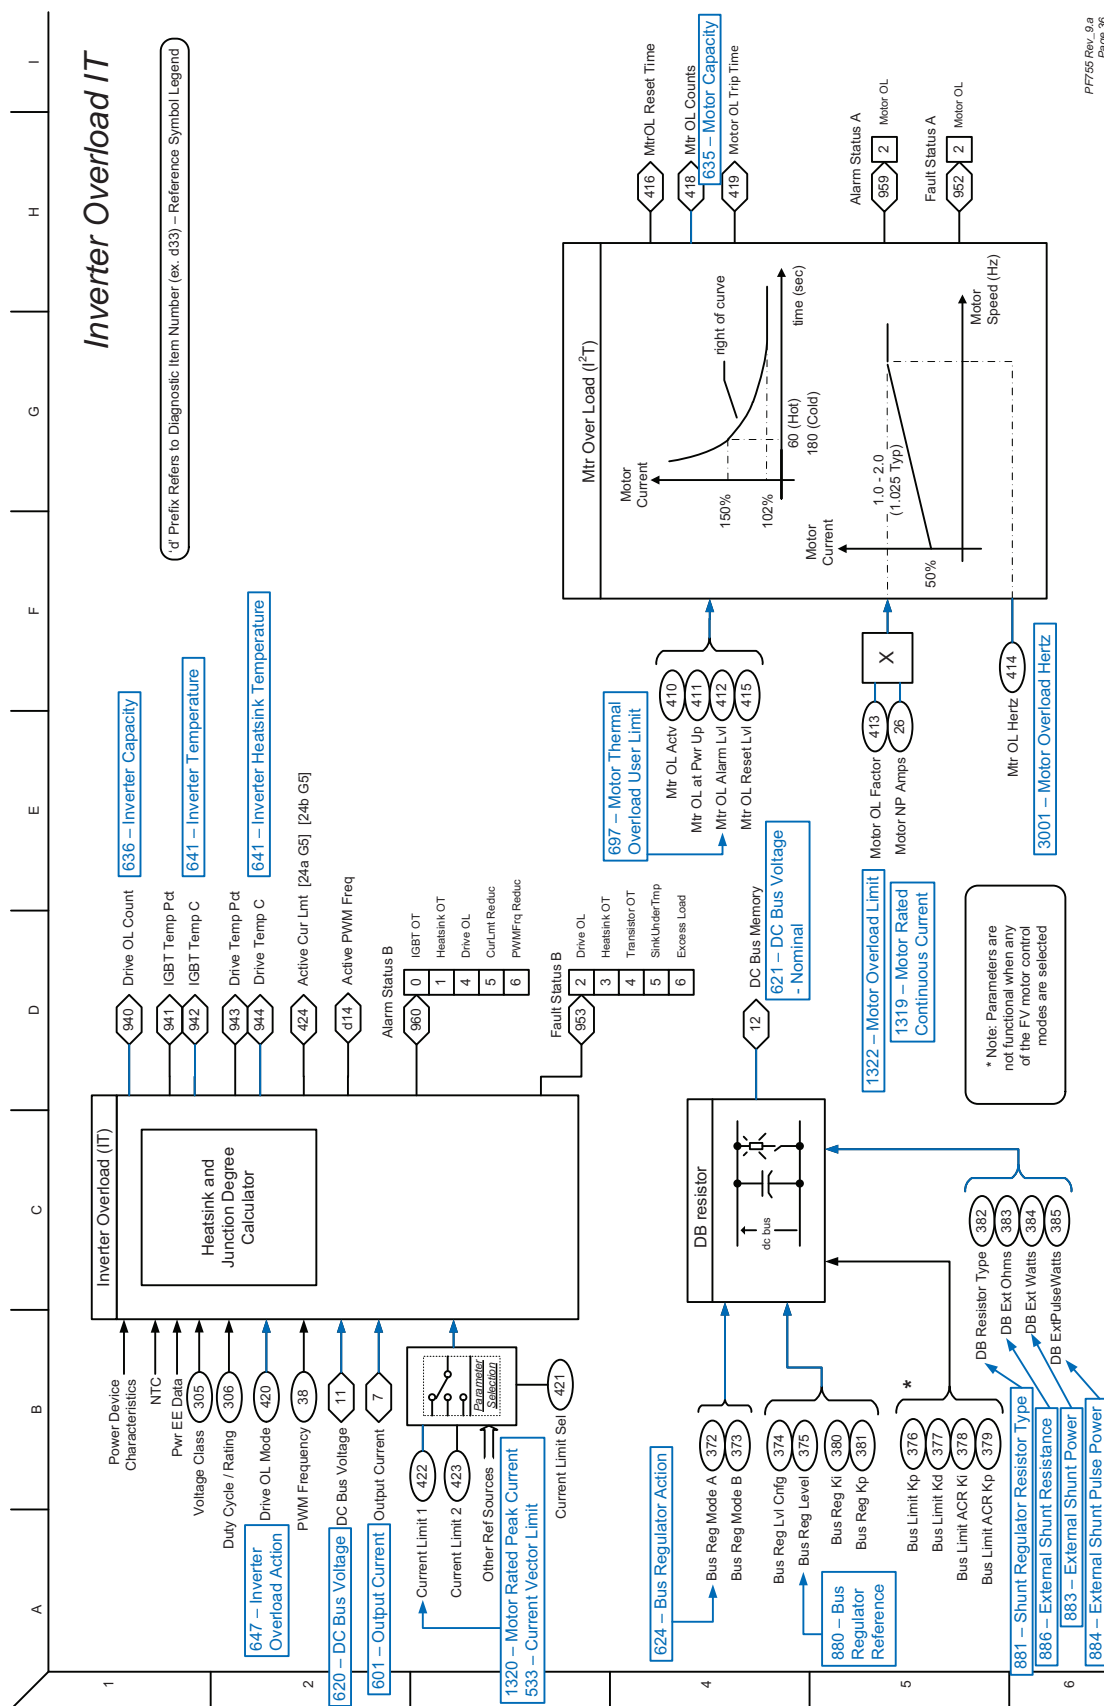 Inverter Overload IT
'd' Prefix Refers to Diagnostic Item Number (ex. d33) – Reference Symbol Legend
A
B
C
D
E
F
G
H
I
1
2
4
5
6
Inverter Overload (IT)
Heatsink and
Junction Degree
Calculator
Power Device
Characteristics
NTC
Pwr EE Data
Voltage Class
305
Duty Cycle / Rating
306
Drive OL Mode
420
647 – Inverter
Overload Action
PWM Frequency
38
DC Bus Voltage
11
620 – DC Bus Voltage
Output Current
7
601 – Output Current
Current Limit 1
422
Current Limit 2
423
Other Ref Sources
Parameter
Selection
Current Limit Sel
421
1320 – Motor Rated Peak Current
533 – Current Vector Limit
940
Drive OL Count
636 – Inverter Capacity
941
IGBT Temp Pct
942
IGBT Temp C
641 – Inverter Temperature
943
Drive Temp Pct
944
Drive Temp C
641 – Inverter Heatsink Temperature
424
Active Cur Lmt [24a G5] [24b G5]
d14
Active PWM Freq
Alarm Status B
960
0 IGBT OT
1 Heatsink OT
4 Drive OL
5 CurLmt Reduc
6 PWMFrq Reduc
Fault Status B
953
2 Drive OL
3 Heatsink OT
4 Transistor OT
5 SinkUnderTmp
6 Excess Load
DB resistor
dc bus
12
DC Bus Memory
621 – DC Bus Voltage
- Nominal
624 – Bus Regulator Action
Bus Reg Mode A
372
Bus Reg Mode B
373
Bus Reg Lvl Cnfg
374
Bus Reg Level
375
Bus Reg Ki
380
Bus Reg Kp
381
880 – Bus
Regulator
Reference
*
Bus Limit Kp
376
Bus Limit Kd
377
Bus Limit ACR Ki
378
Bus Limit ACR Kp
379
DB Resistor Type
382
DB Ext Ohms
383
DB Ext Watts
384
DB ExtPulseWatts
385
881 – Shunt Regulator Resistor Type
886 – External Shunt Resistance
883 – External Shunt Power
884 – External Shunt Pulse Power
* Note: Parameters are
not functional when any
of the FV motor control
modes are selected
Mtr Over Load (I²T)
Motor
Current
150%
102%
right of curve
time (sec)
60 (Hot)
180 (Cold)
Motor
Current
1.0 - 2.0
(1.025 Typ)
50%
Motor
Speed (Hz)
697 – Motor Thermal
Overload User Limit
Mtr OL Actv
410
Mtr OL at Pwr Up
411
Mtr OL Alarm Lvl
412
Mtr OL Reset Lvl
415
Motor OL Factor
413
Motor NP Amps
26
X
1322 – Motor Overload Limit
1319 – Motor Rated
Continuous Current
Mtr OL Hertz
414
3001 – Motor Overload Hertz
416
MtrOL Reset Time
418
Mtr OL Counts
635 – Motor Capacity
419
Motor OL Trip Time
Alarm Status A
959
2 Motor OL
Fault Status A
952
2 Motor OL
PF755 Rev_9.a
Page 36